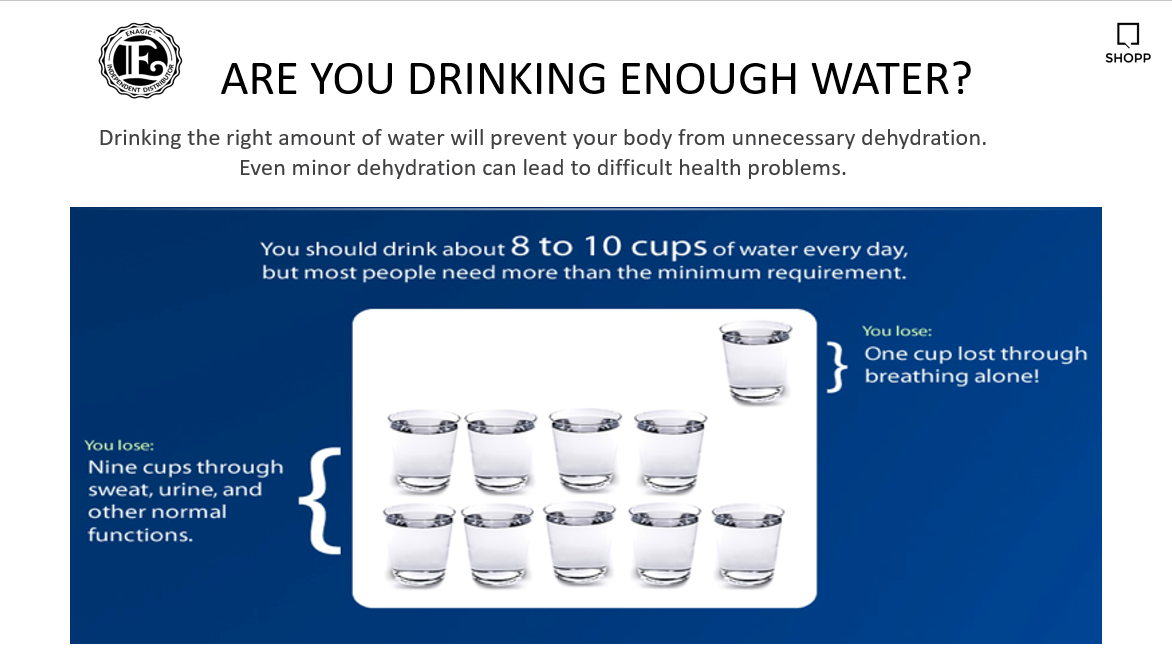 ENAGIC®
E
INDEPENDENT DISTRIBUTOR
ARE YOU DRINKING ENOUGH WATER?
SHOPP
Drinking the right amount of water will prevent your body from unnecessary dehydration.
Even minor dehydration can lead to difficult health problems.
You should drink about 8 to 10 cups of water every day,
but most people need more than the minimum requirement.
You lose:
One cup lost through
breathing alone!
You lose:
Nine cups through
sweat, urine, and
other normal
functions.